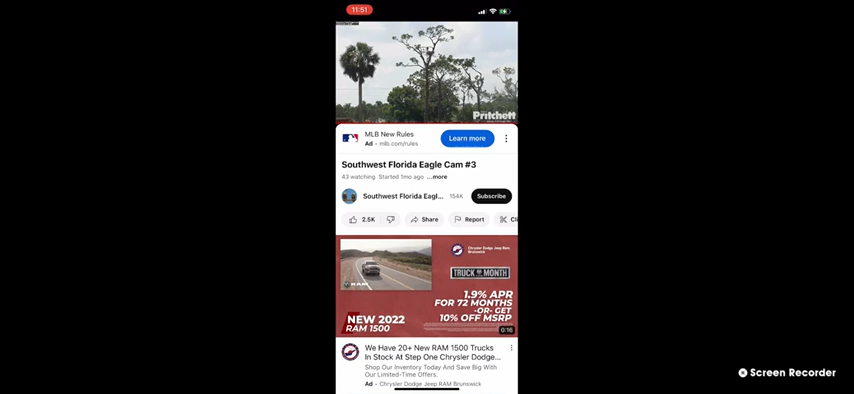 11:51
Pritchett
MLB New Rules
Ad • mlb.com/rules
Learn more
Southwest Florida Eagle Cam #3
43 watching Started 1mo ago ...more
Southwest Florida Eagl... 154K Subscribe
2.5K Share Report Cli
Chrysler Dodge Jeep Ram
Brunswick
TRUCK MONTH
1.9% APR
FOR 72 MONTHS
-OR- GET
10% OFF MSRP
RAM
NEW 2022
RAM 1500
0:16
We Have 20+ New RAM 1500 Trucks
In Stock At Step One Chrysler Dodge...
Shop Our Inventory Today And Save Big With
Our Limited-Time Offers.
Ad • Chrysler Dodge Jeep RAM Brunswick
Screen Recorder